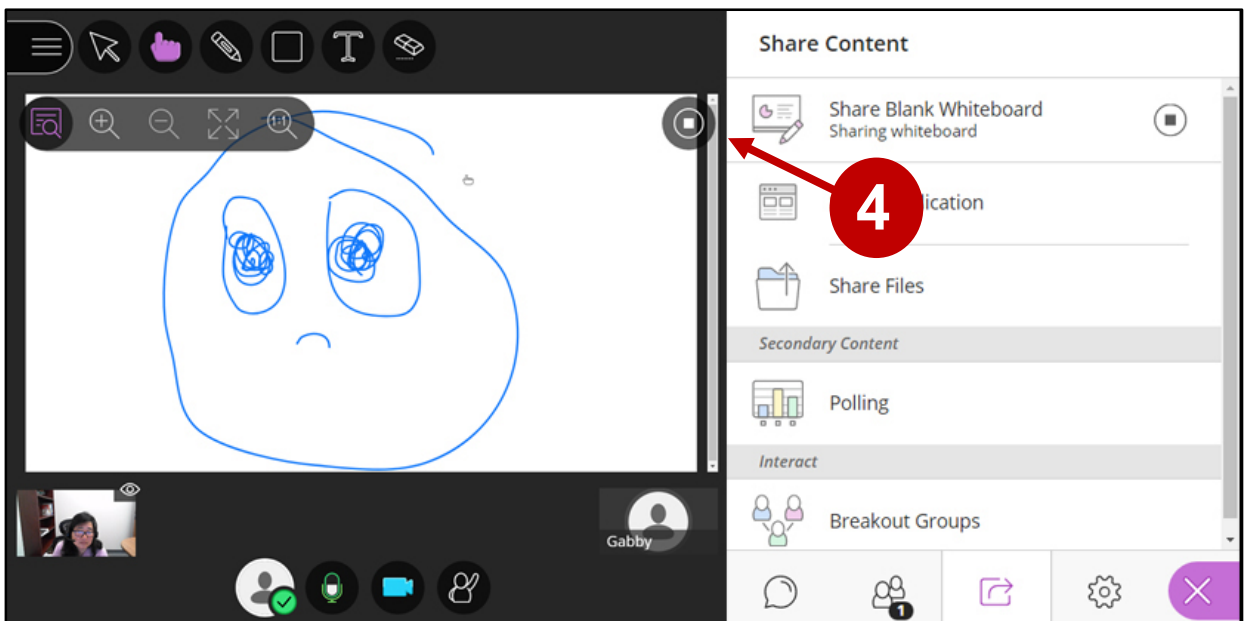 T
Share Content
1:1
Share Blank Whiteboard
Sharing whiteboard
4
ication
Share Files
Secondary Content
Polling
Interact
Breakout Groups
Gabby
1